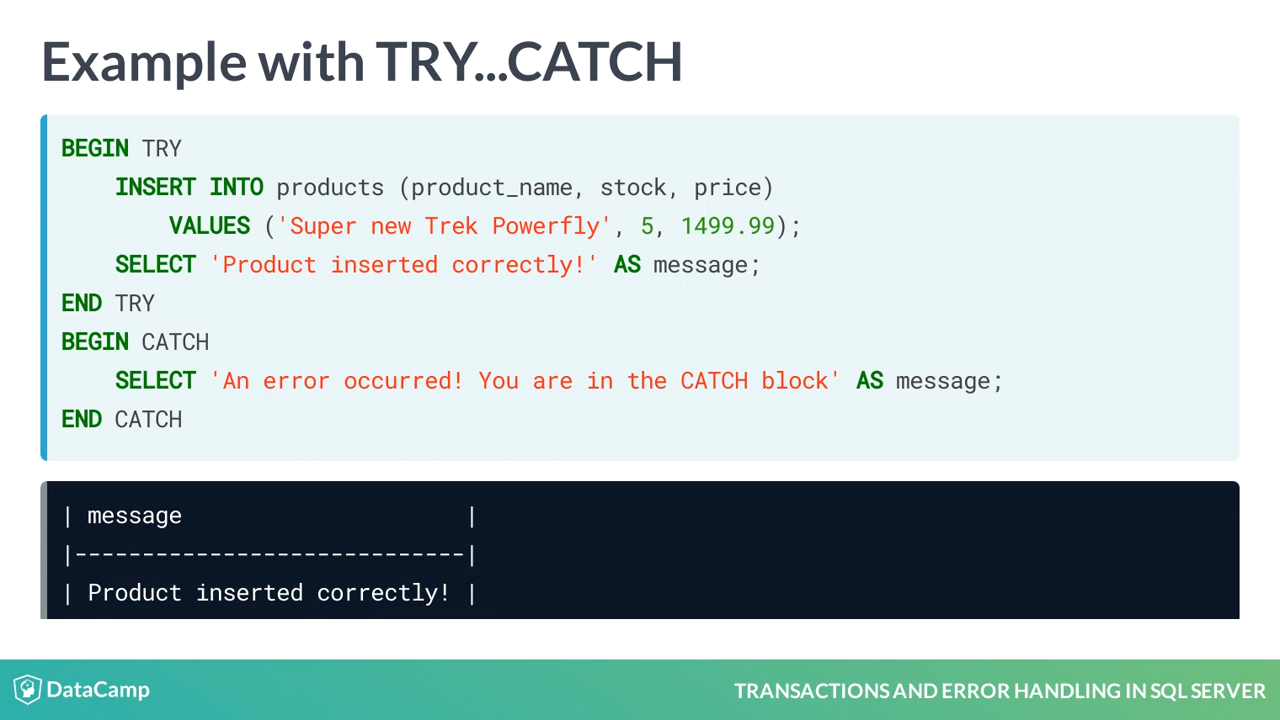 Example with TRY...CATCH
BEGIN TRY
    INSERT INTO products (product_name, stock, price)
        VALUES ('Super new Trek Powerfly', 5, 1499.99);
    SELECT 'Product inserted correctly!' AS message;
END TRY
BEGIN CATCH
    SELECT 'An error occurred! You are in the CATCH block' AS message;
END CATCH
| message                     |
|-----------------------------|
| Product inserted correctly! |
DataCamp
TRANSACTIONS AND ERROR HANDLING IN SQL SERVER